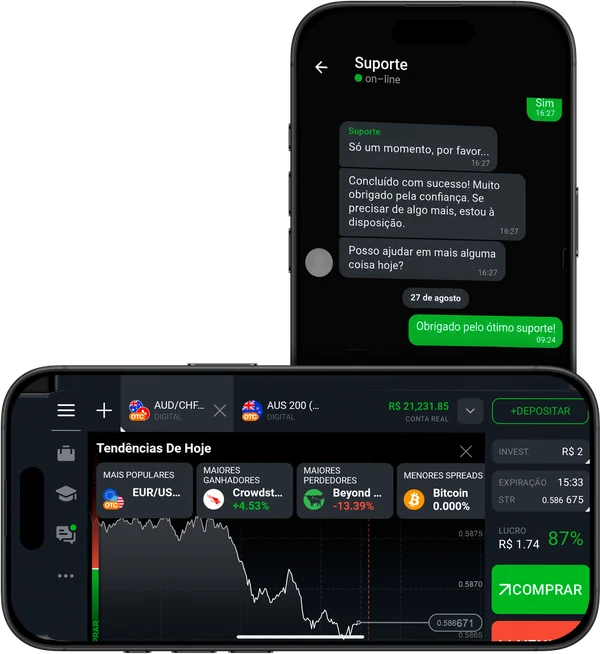 Suporte
on-line
Sim
16:27
Suporte
Só um momento, por favor...
16:27
Concluído com sucesso! Muito
obrigado pela confiança. Se
precisar de algo mais, estou à
disposição.
16:27
Posso ajudar em mais alguma
coisa hoje?
16:27
27 de agosto
Obrigado pelo ótimo suporte!
09:24
OTC
AUD/CHF...
DIGITAL
AUS 200 (...
OTC
DIGITAL
R$ 21,231.85
CONTA REAL
+DEPOSITAR
Tendências De Hoje
MAIS POPULARES
OTC
EUR/US...
MAIORES
GANHADORES
Crowdst...
+4.53%
MAIORES
PERDEDORES
Beyond ...
-13.39%
MENORES SPREADS
Bitcoin
0.000%
INVEST.
R$ 2
EXPIRAÇÃO
15:33
STR
0.586 675
LUCRO
R$ 1.74
87%
COMPRAR
0.5875
0.5870
0.586671
0.5865